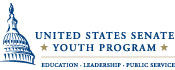 UNITED STATES SENATE
YOUTH PROGRAM
EDUCATION · LEADERSHIP · PUBLIC SERVICE